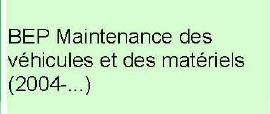 BEP Maintenance des
véhicules et des matériels
(2004-...)